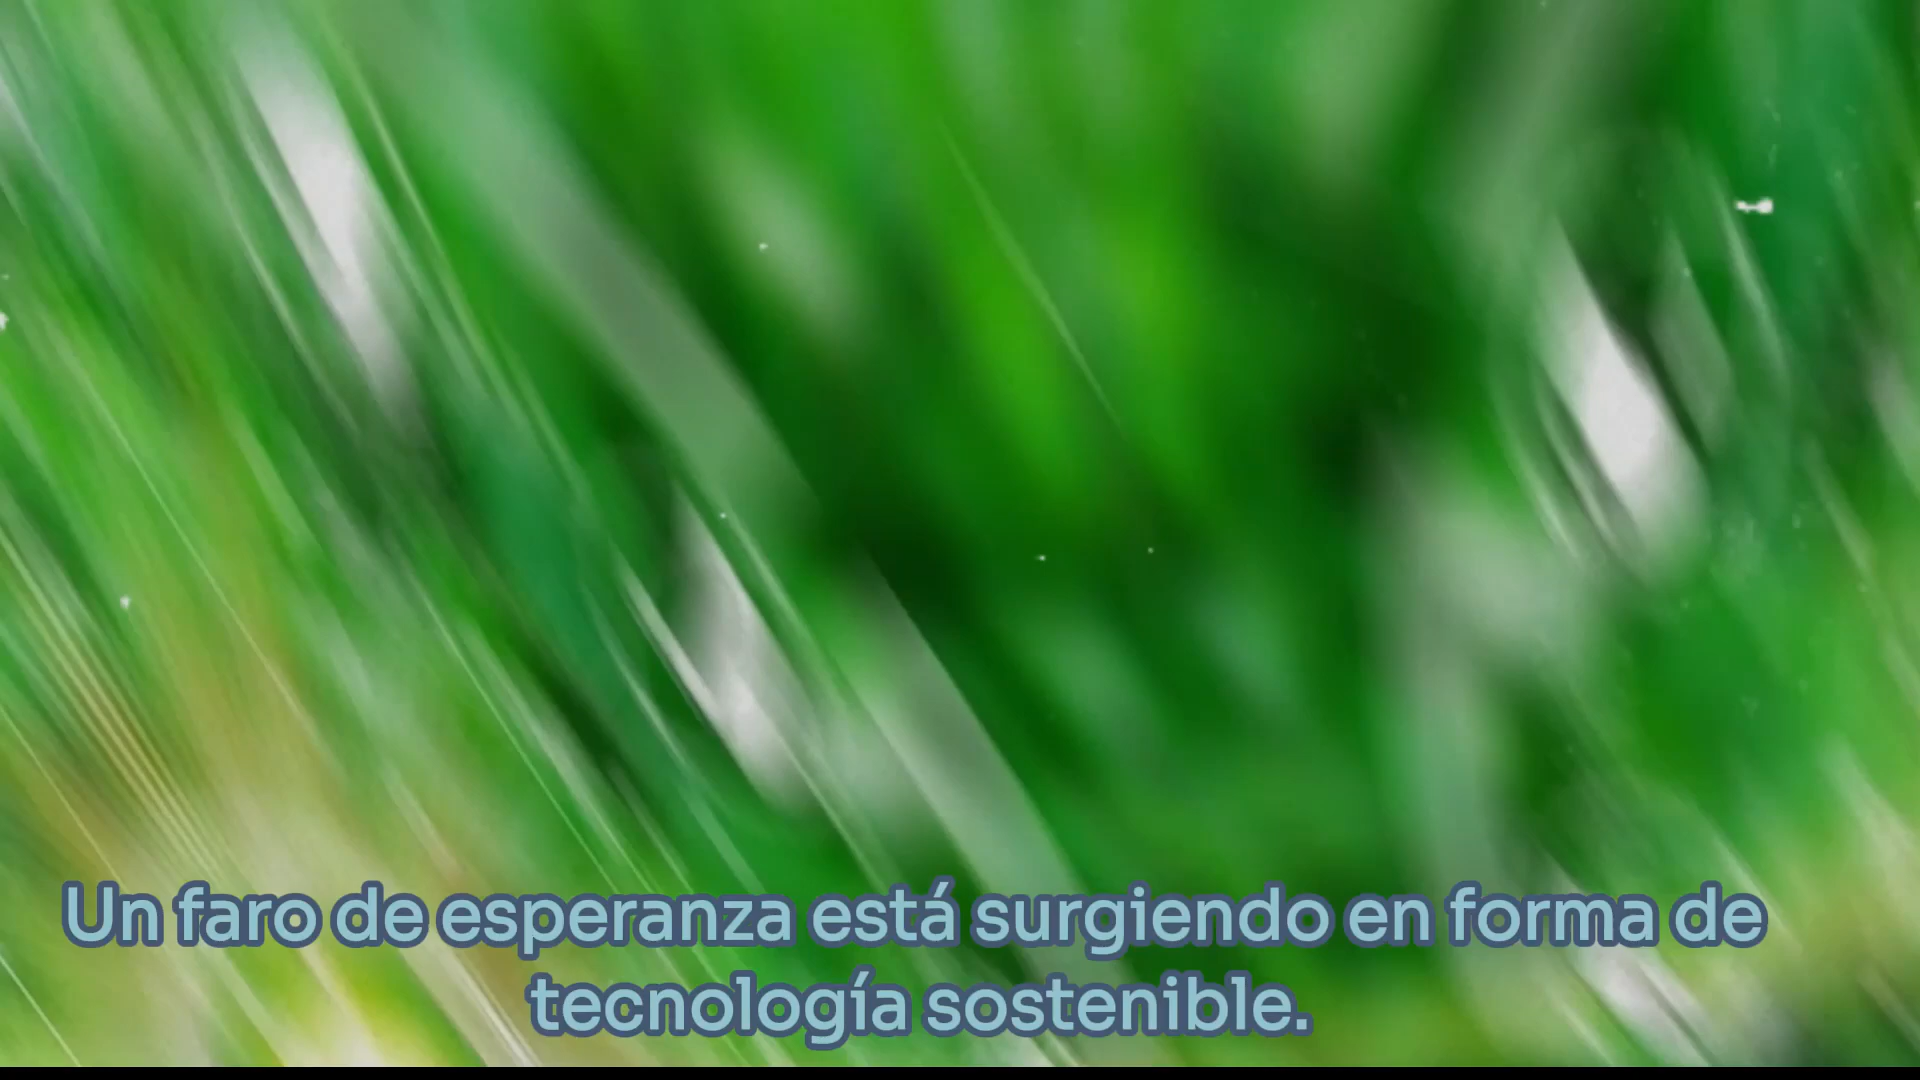 Un faro de esperanza está surgiendo en forma de
tecnología sostenible.